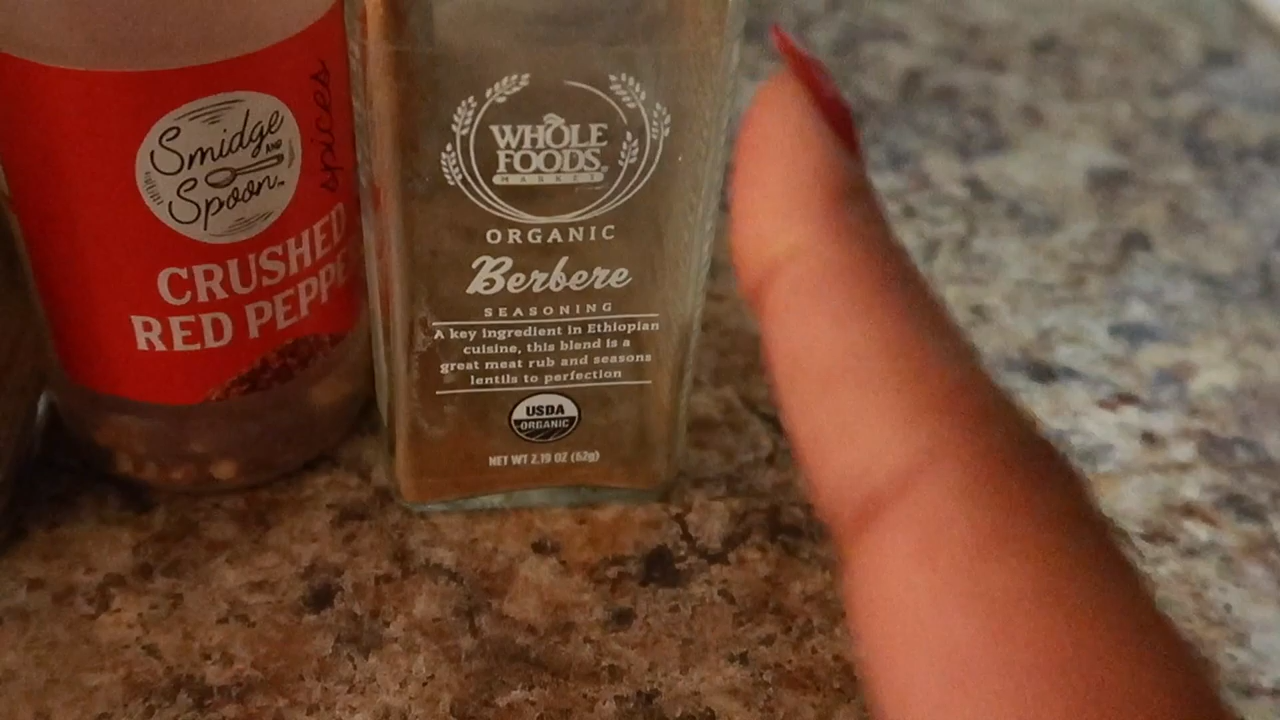 Smidge
AND
Spoon
spices
CRUSHED
RED PEPPE
WHOLE
FOODS
MARKET
ORGANIC
Berbere
SEASONING
A key ingredient in Ethiopian
cuisine, this blend is a
great meat rub and seasons
lentils to perfection
USDA
ORGANIC
NET WT 2.19 OZ (62g)